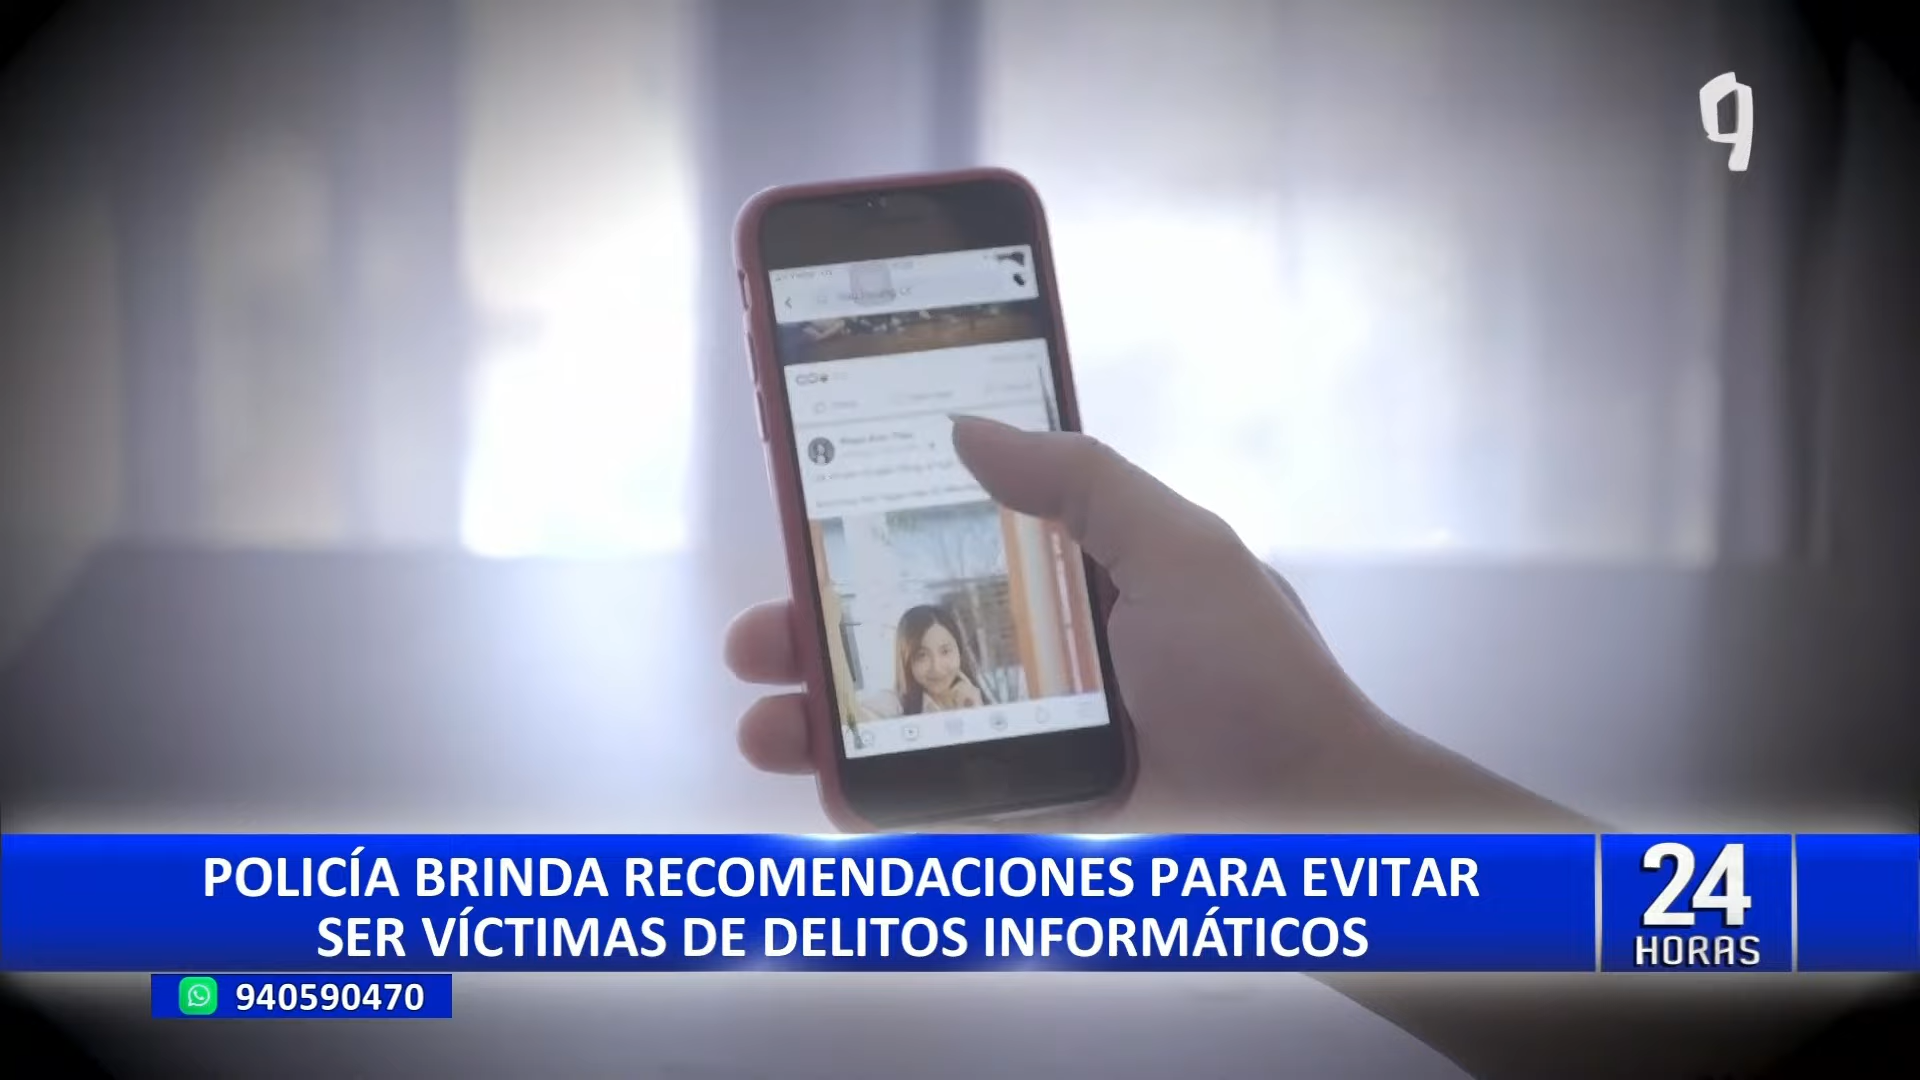 POLICÍA BRINDA RECOMENDACIONES PARA EVITAR
SER VÍCTIMAS DE DELITOS INFORMÁTICOS
24
HORAS
940590470